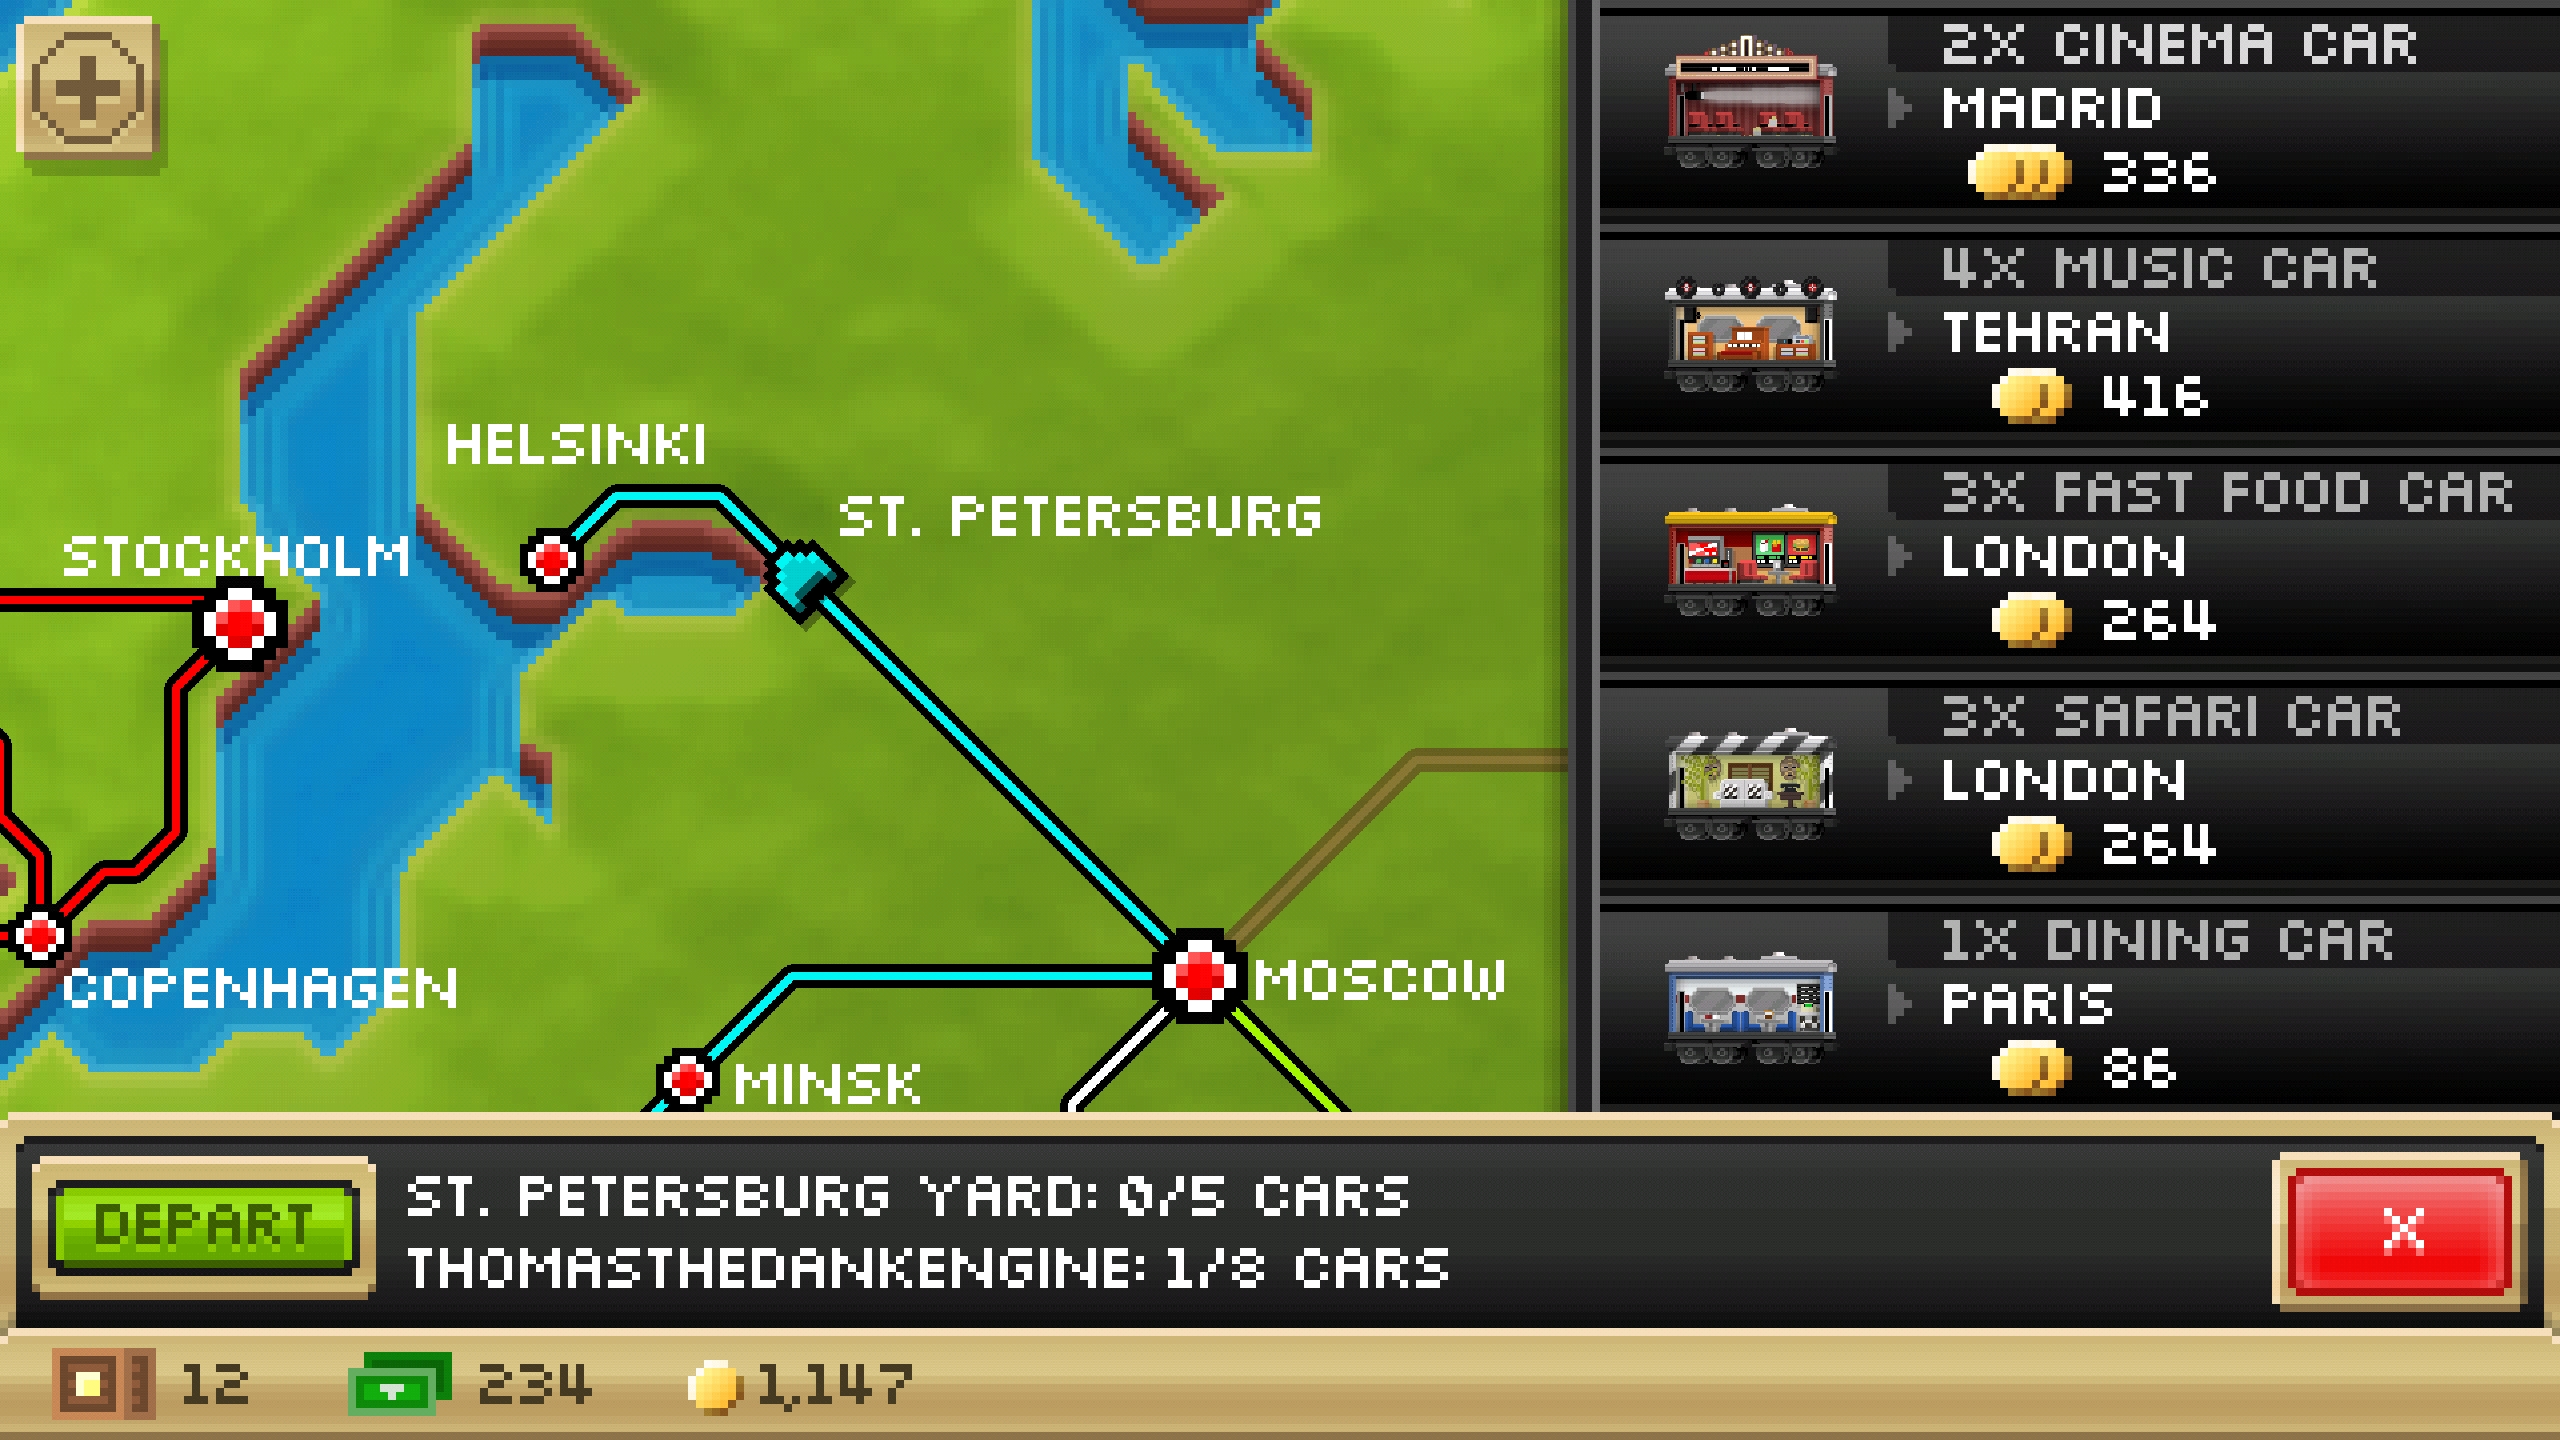 HELSINKI
ST. PETERSBURG
STOCKHOLM
COPENHAGEN
MOSCOW
MINSK
2X CINEMA CAR
MADRID
336
4X MUSIC CAR
TEHRAN
416
3X FAST FOOD CAR
LONDON
264
3X SAFARI CAR
LONDON
264
1X DINING CAR
PARIS
86
DEPART
ST. PETERSBURG YARD: 0/5 CARS
THOMASTHEDANKENGINE: 1/8 CARS
X
12
234
1,147